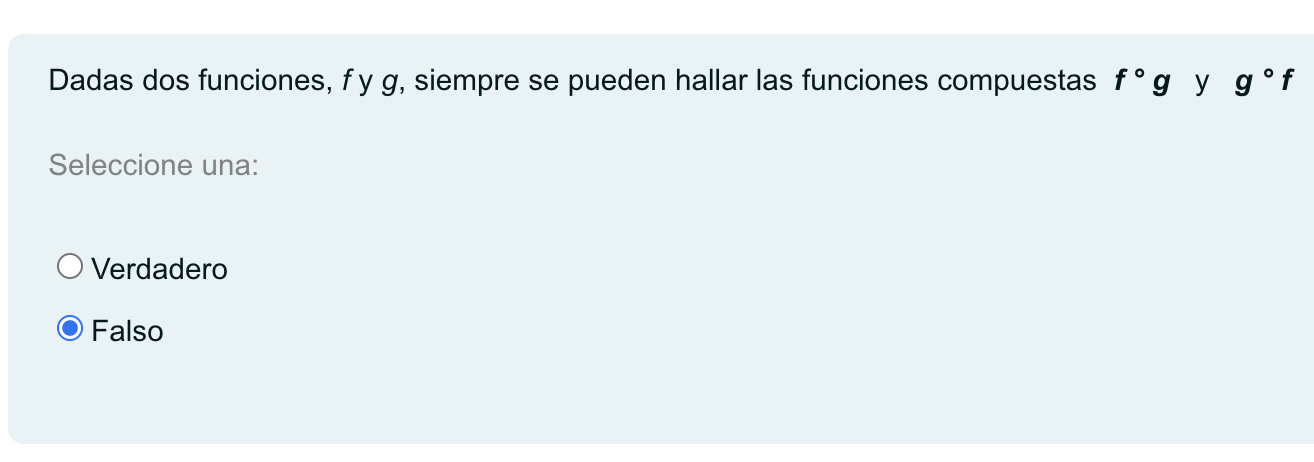 Dadas dos funciones, f y g, siempre se pueden hallar las funciones compuestas f ° g y g ° f
Seleccione una:
Verdadero
Falso